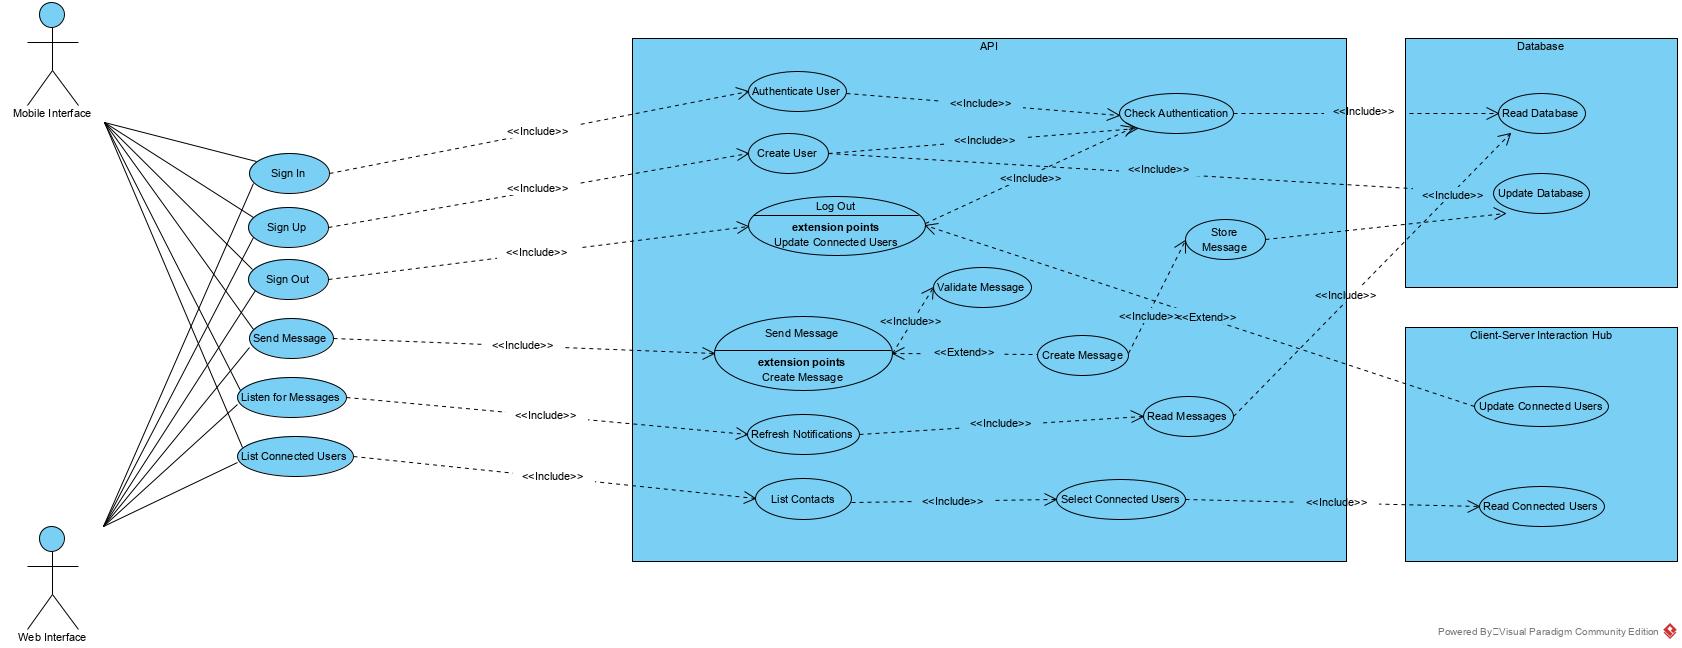 Mobile Interface
Sign In
Sign Up
Sign Out
Send Message
Listen for Messages
List Connected Users
Web Interface
<<Include>>
<<Include>>
<<Include>>
<<Include>>
<<Include>>
<<Include>>
API
Authenticate User
<<Include>>
Check Authentication
<<Include>>
Create User
<<Include>>
<<Include>>
<<Include>>
Log Out
extension points
Update Connected Users
Store
Message
Validate Message
<<Include>>
<<Include>>
<<Extend>>
Send Message
extension points
Create Message
<<Extend>>
Create Message
<<Include>>
<<Include>>
Refresh Notifications
<<Include>>
Read Messages
List Contacts
<<Include>>
Select Connected Users
<<Include>>
Database
Read Database
Update Database
Client-Server Interaction Hub
Update Connected Users
Read Connected Users
Powered By Visual Paradigm Community Edition